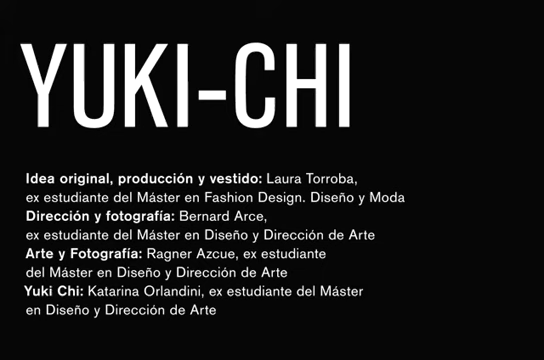 YUKI-CHI
Idea original, producción y vestido: Laura Torroba,
ex estudiante del Máster en Fashion Design. Diseño y Moda
Dirección y fotografía: Bernard Arce,
ex estudiante del Máster en Diseño y Dirección de Arte
Arte y Fotografía: Ragner Azcue, ex estudiante
del Máster en Diseño y Dirección de Arte
Yuki Chi: Katarina Orlandini, ex estudiante del Máster
en Diseño y Dirección de Arte